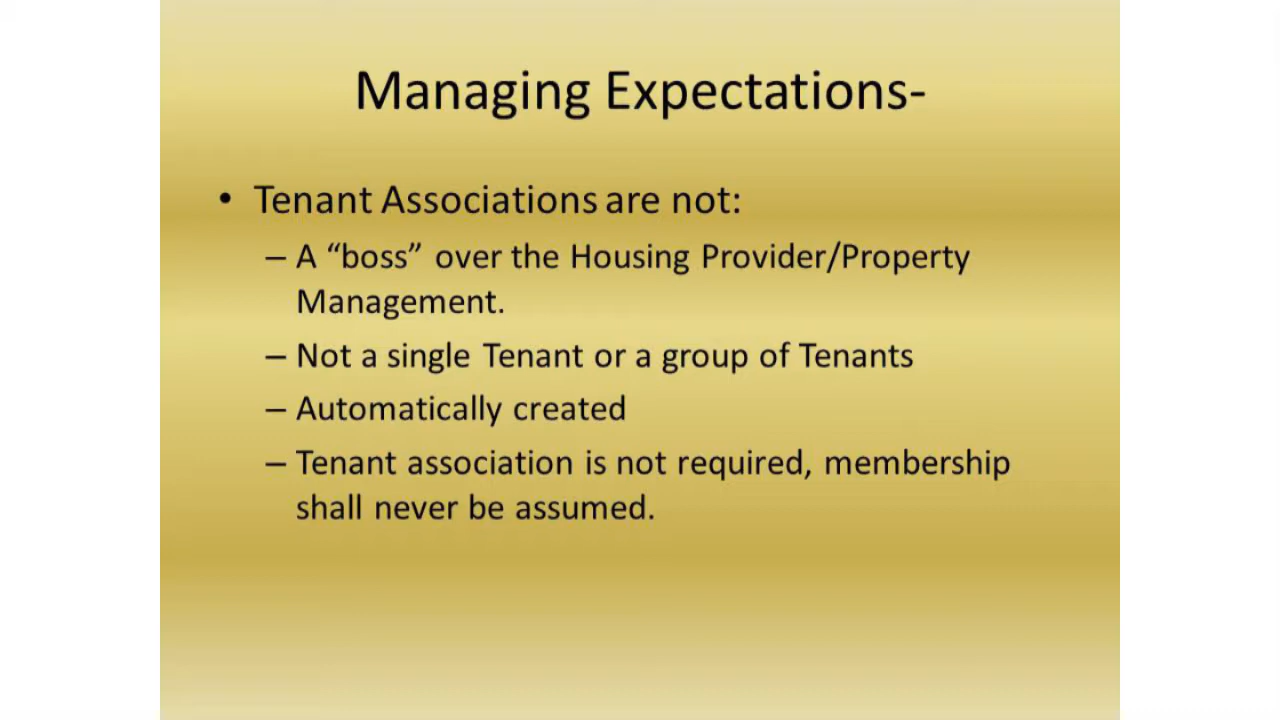 Managing Expectations-
• Tenant Associations are not:
– A “boss” over the Housing Provider/Property
Management.
– Not a single Tenant or a group of Tenants
– Automatically created
– Tenant association is not required, membership
shall never be assumed.